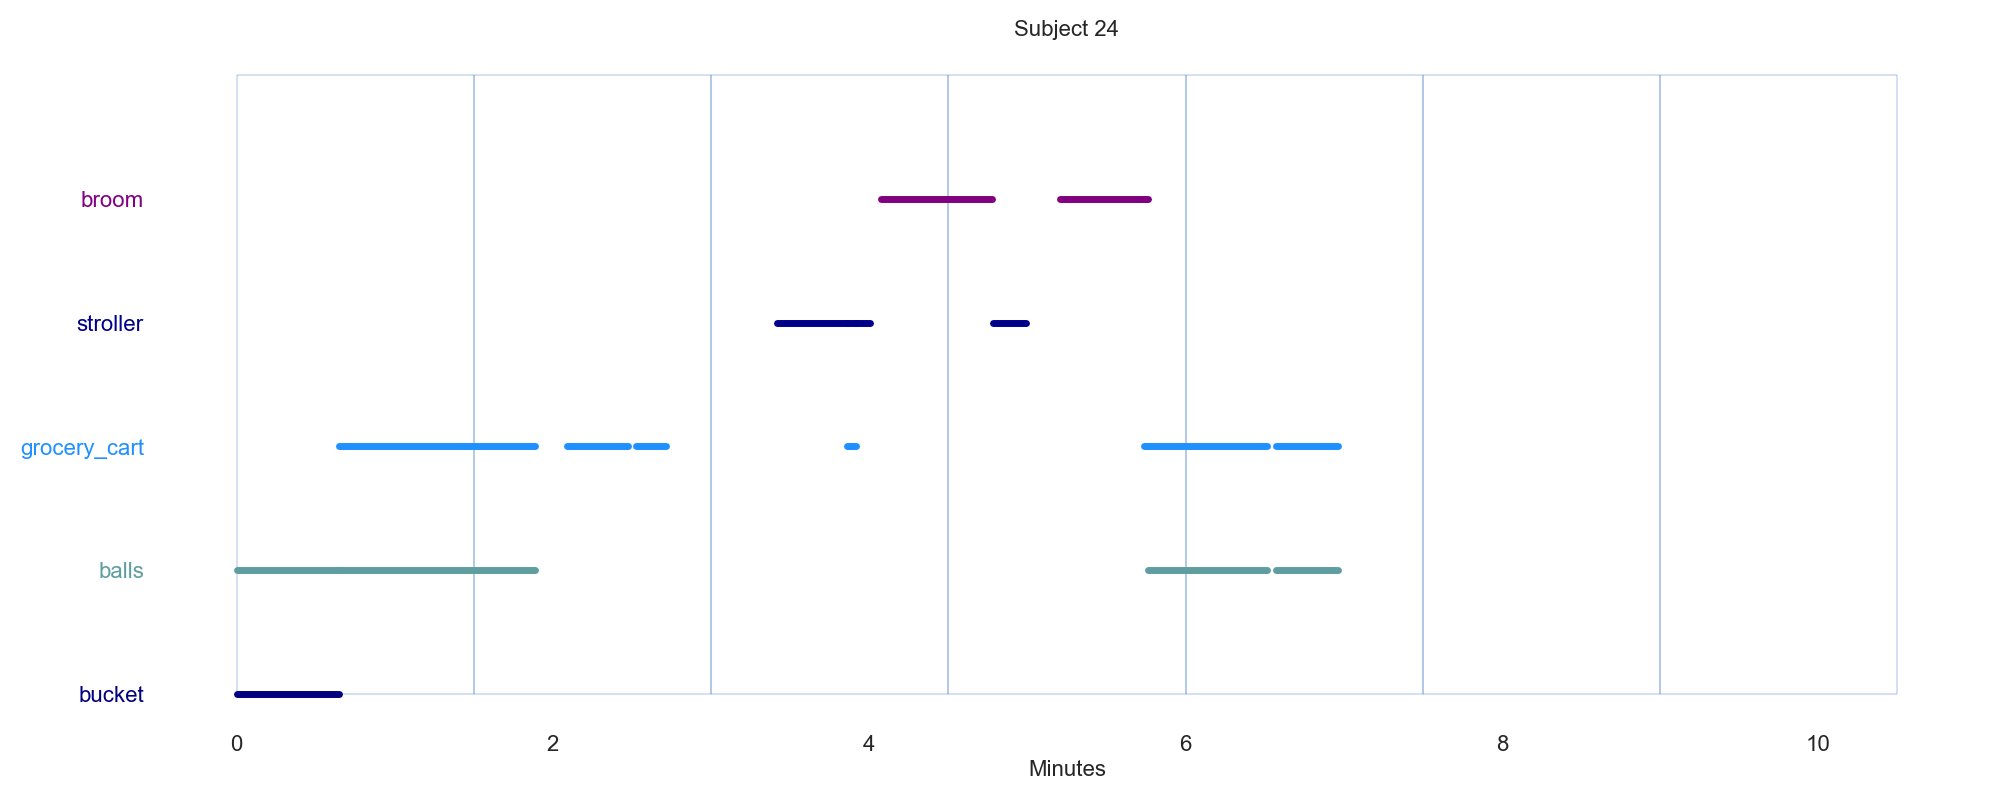 Subject 24
broom
stroller
grocery_cart
balls
bucket
0 2 4 6 8 10
Minutes